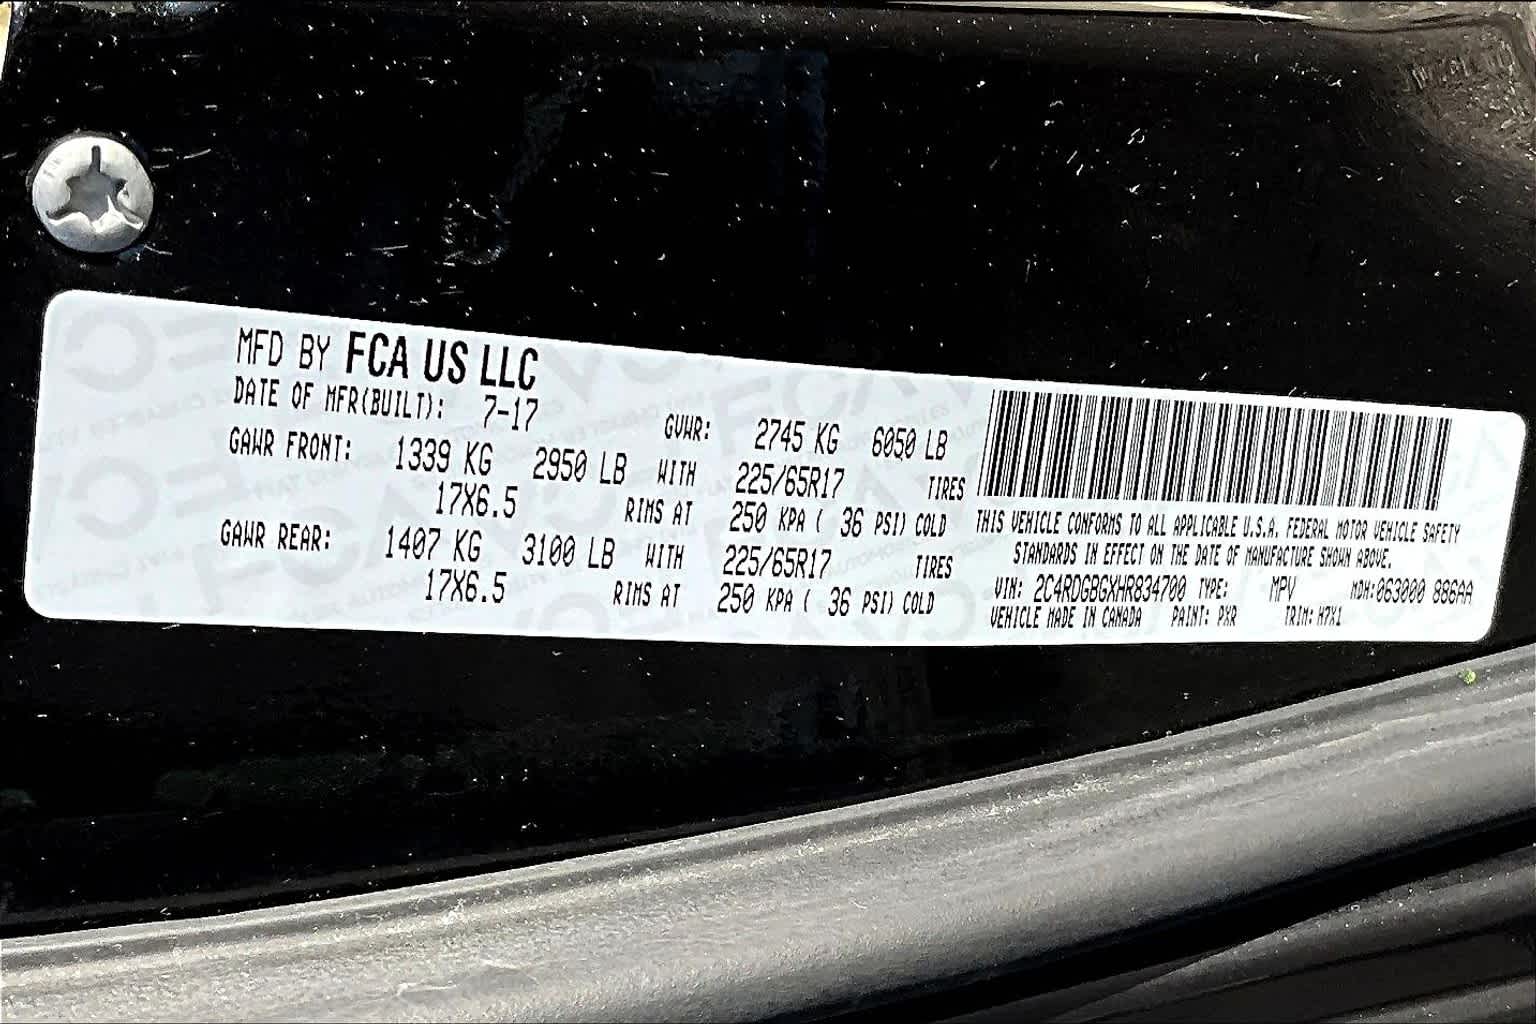 MFD BY FCA US LLC
DATE OF MFR(BUILT): 7-17
GVWR: 2745 KG 6050 LB
GAWR FRONT: 1339 KG 2950 LB WITH 225/65R17 TIRES
17X6.5 RIMS AT 250 KPA ( 36 PSI) COLD
GAWR REAR: 1407 KG 3100 LB WITH 225/65R17 TIRES
17X6.5 RIMS AT 250 KPA ( 36 PSI) COLD
THIS VEHICLE CONFORMS TO ALL APPLICABLE U.S.A. FEDERAL MOTOR VEHICLE SAFETY
STANDARDS IN EFFECT ON THE DATE OF MANUFACTURE SHOWN ABOVE.
VIN: 2C4RDGBGXHR834700 TYPE: MPV MDH:063000 886AA
VEHICLE MADE IN CANADA PAINT: PXR TRIM: H7X1